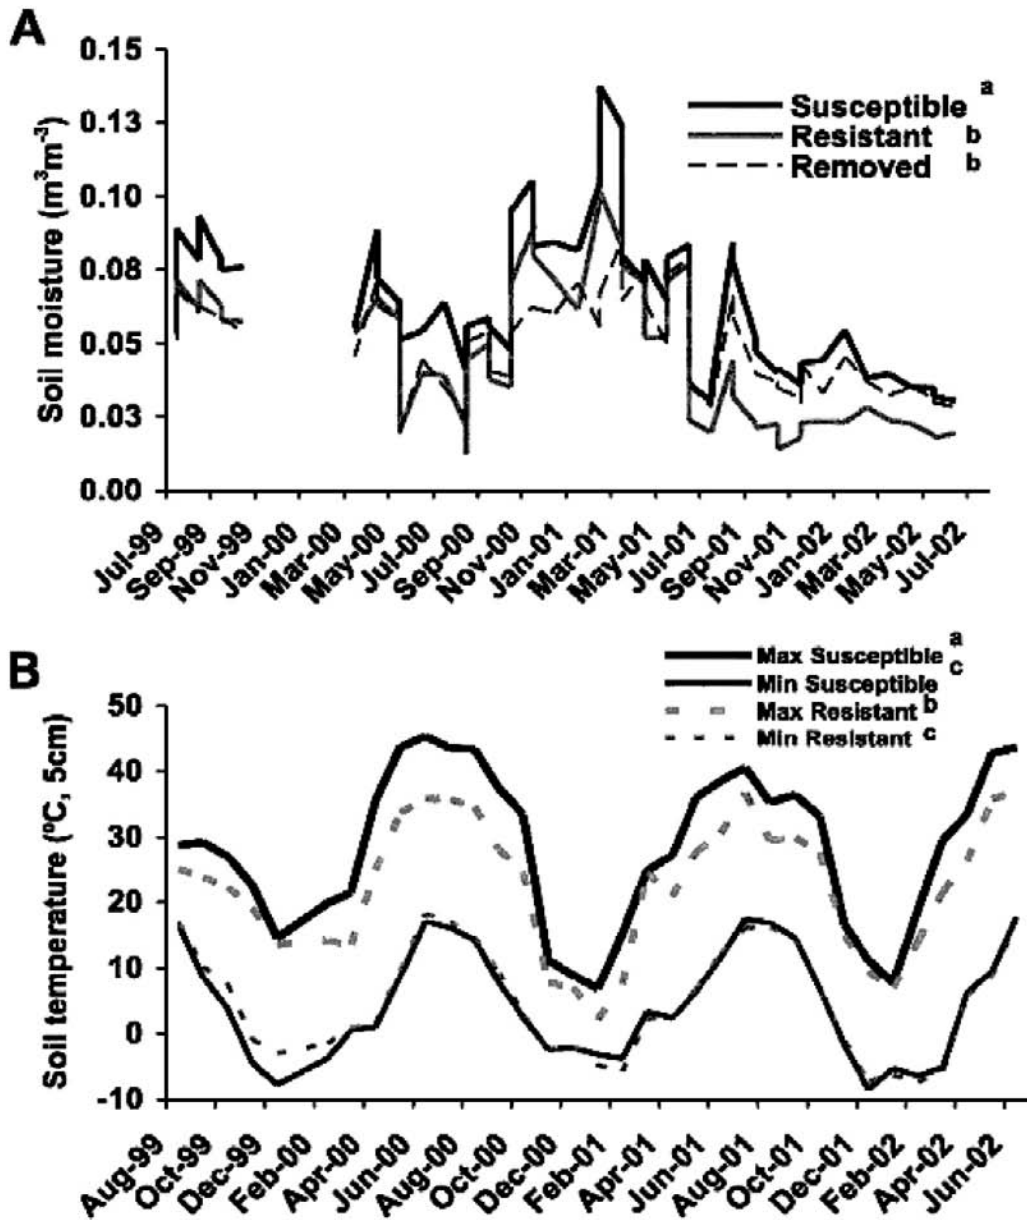 A
Soil moisture (m³m⁻³)
0.15
0.13
0.10
0.08
0.05
0.03
0.00
Susceptible a
Resistant b
Removed b
Jul-99 Sep-99 Nov-99 Jan-00 Mar-00 May-00 Jul-00 Sep-00 Nov-00 Jan-01 Mar-01 May-01 Jul-01 Sep-01 Nov-01 Jan-02 Mar-02 May-02 Jul-02
B
Soil temperature (ºC, 5cm)
Max Susceptible a
Min Susceptible c
Max Resistant b
Min Resistant c
50
40
30
20
10
0
-10
Aug-99 Oct-99 Dec-99 Feb-00 Apr-00 Jun-00 Aug-00 Oct-00 Dec-00 Feb-01 Apr-01 Jun-01 Aug-01 Oct-01 Dec-01 Feb-02 Apr-02 Jun-02